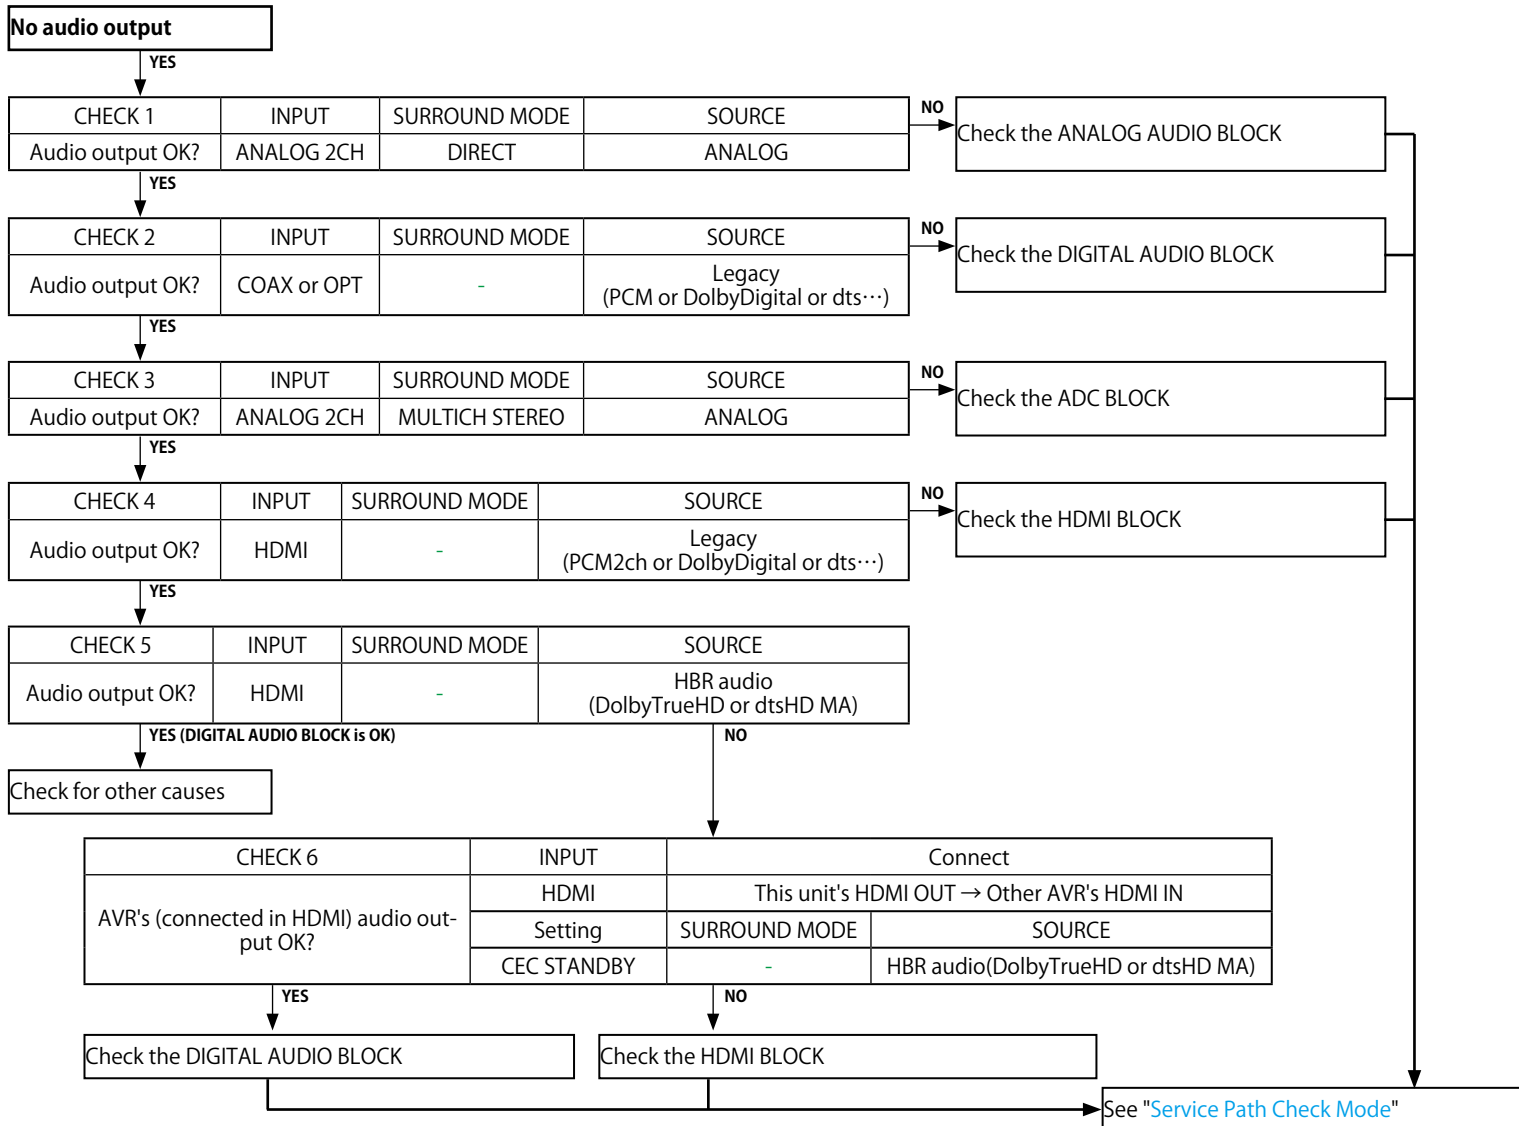 No audio output
YES
CHECK 1 INPUT SURROUND MODE SOURCE
Audio output OK? ANALOG 2CH DIRECT ANALOG
NO
Check the ANALOG AUDIO BLOCK
YES
CHECK 2 INPUT SURROUND MODE SOURCE
Audio output OK? COAX or OPT - Legacy
(PCM or DolbyDigital or dts⋯)
NO
Check the DIGITAL AUDIO BLOCK
YES
CHECK 3 INPUT SURROUND MODE SOURCE
Audio output OK? ANALOG 2CH MULTICH STEREO ANALOG
NO
Check the ADC BLOCK
YES
CHECK 4 INPUT SURROUND MODE SOURCE
Audio output OK? HDMI - Legacy
(PCM2ch or DolbyDigital or dts⋯)
NO
Check the HDMI BLOCK
YES
CHECK 5 INPUT SURROUND MODE SOURCE
Audio output OK? HDMI - HBR audio
(DolbyTrueHD or dtsHD MA)
YES (DIGITAL AUDIO BLOCK is OK)
NO
Check for other causes
CHECK 6 INPUT Connect
HDMI This unit's HDMI OUT → Other AVR's HDMI IN
AVR's (connected in HDMI) audio out-
put OK?
Setting SURROUND MODE SOURCE
CEC STANDBY - HBR audio(DolbyTrueHD or dtsHD MA)
YES
NO
Check the DIGITAL AUDIO BLOCK
Check the HDMI BLOCK
See "Service Path Check Mode"